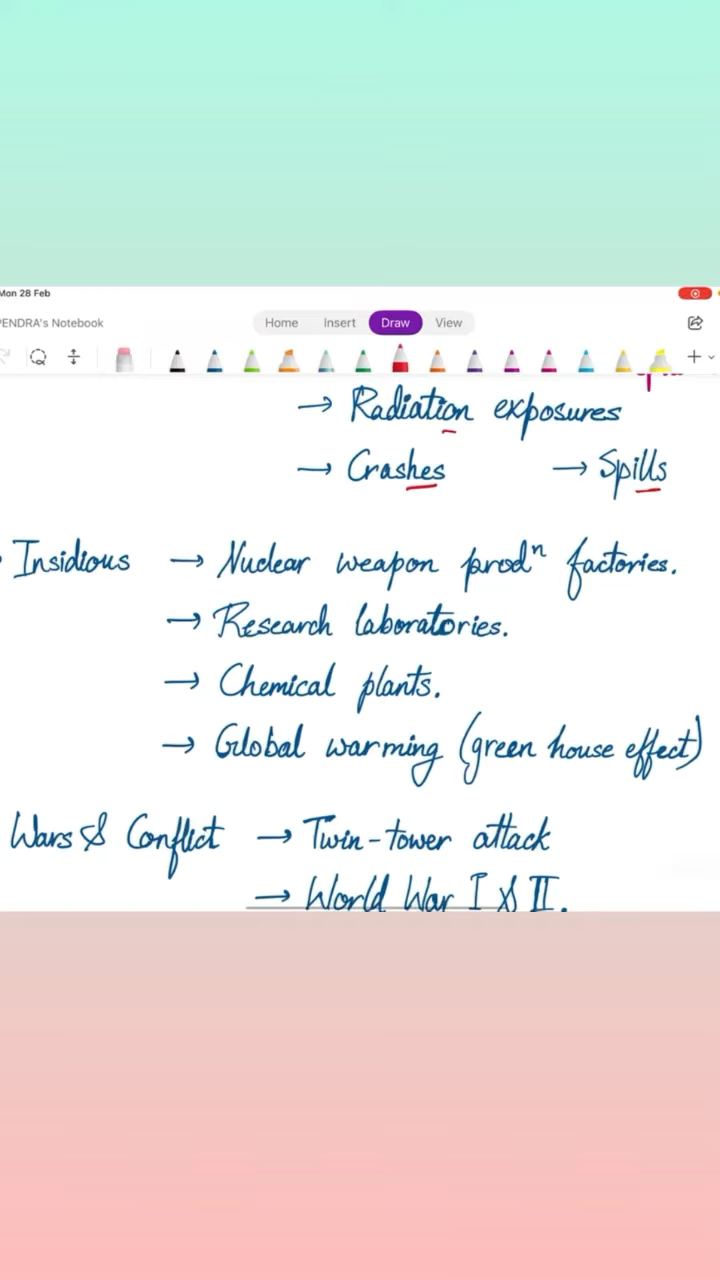 Mon 28 Feb
PENDRA's Notebook Home Insert Draw View
→ Radiation exposures
→ Crashes → Spills
Insidious → Nuclear weapon prodⁿ factories.
→ Research laboratories.
→ Chemical plants.
→ Global warming (green house effect)
Wars & Conflict → Twin-tower attack
→ World War I & II.